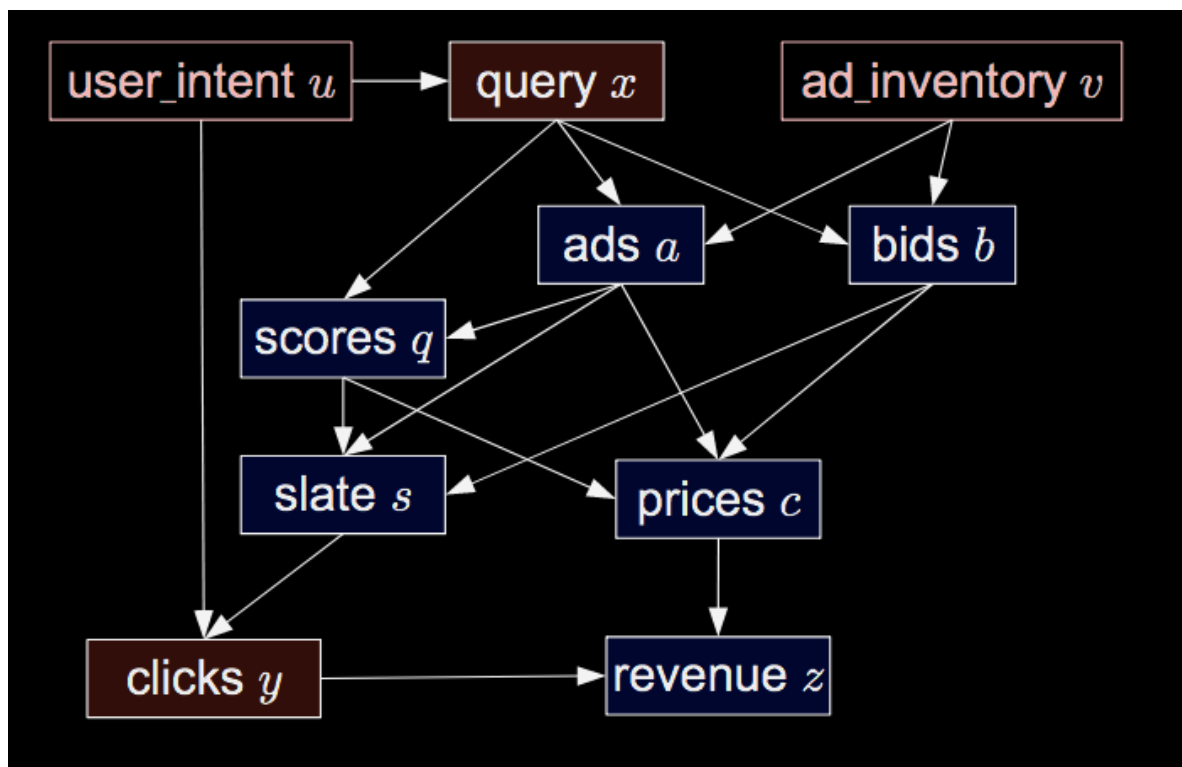 user_intent u
query x
ad_inventory v
ads a
bids b
scores q
slate s
prices c
clicks y
revenue z